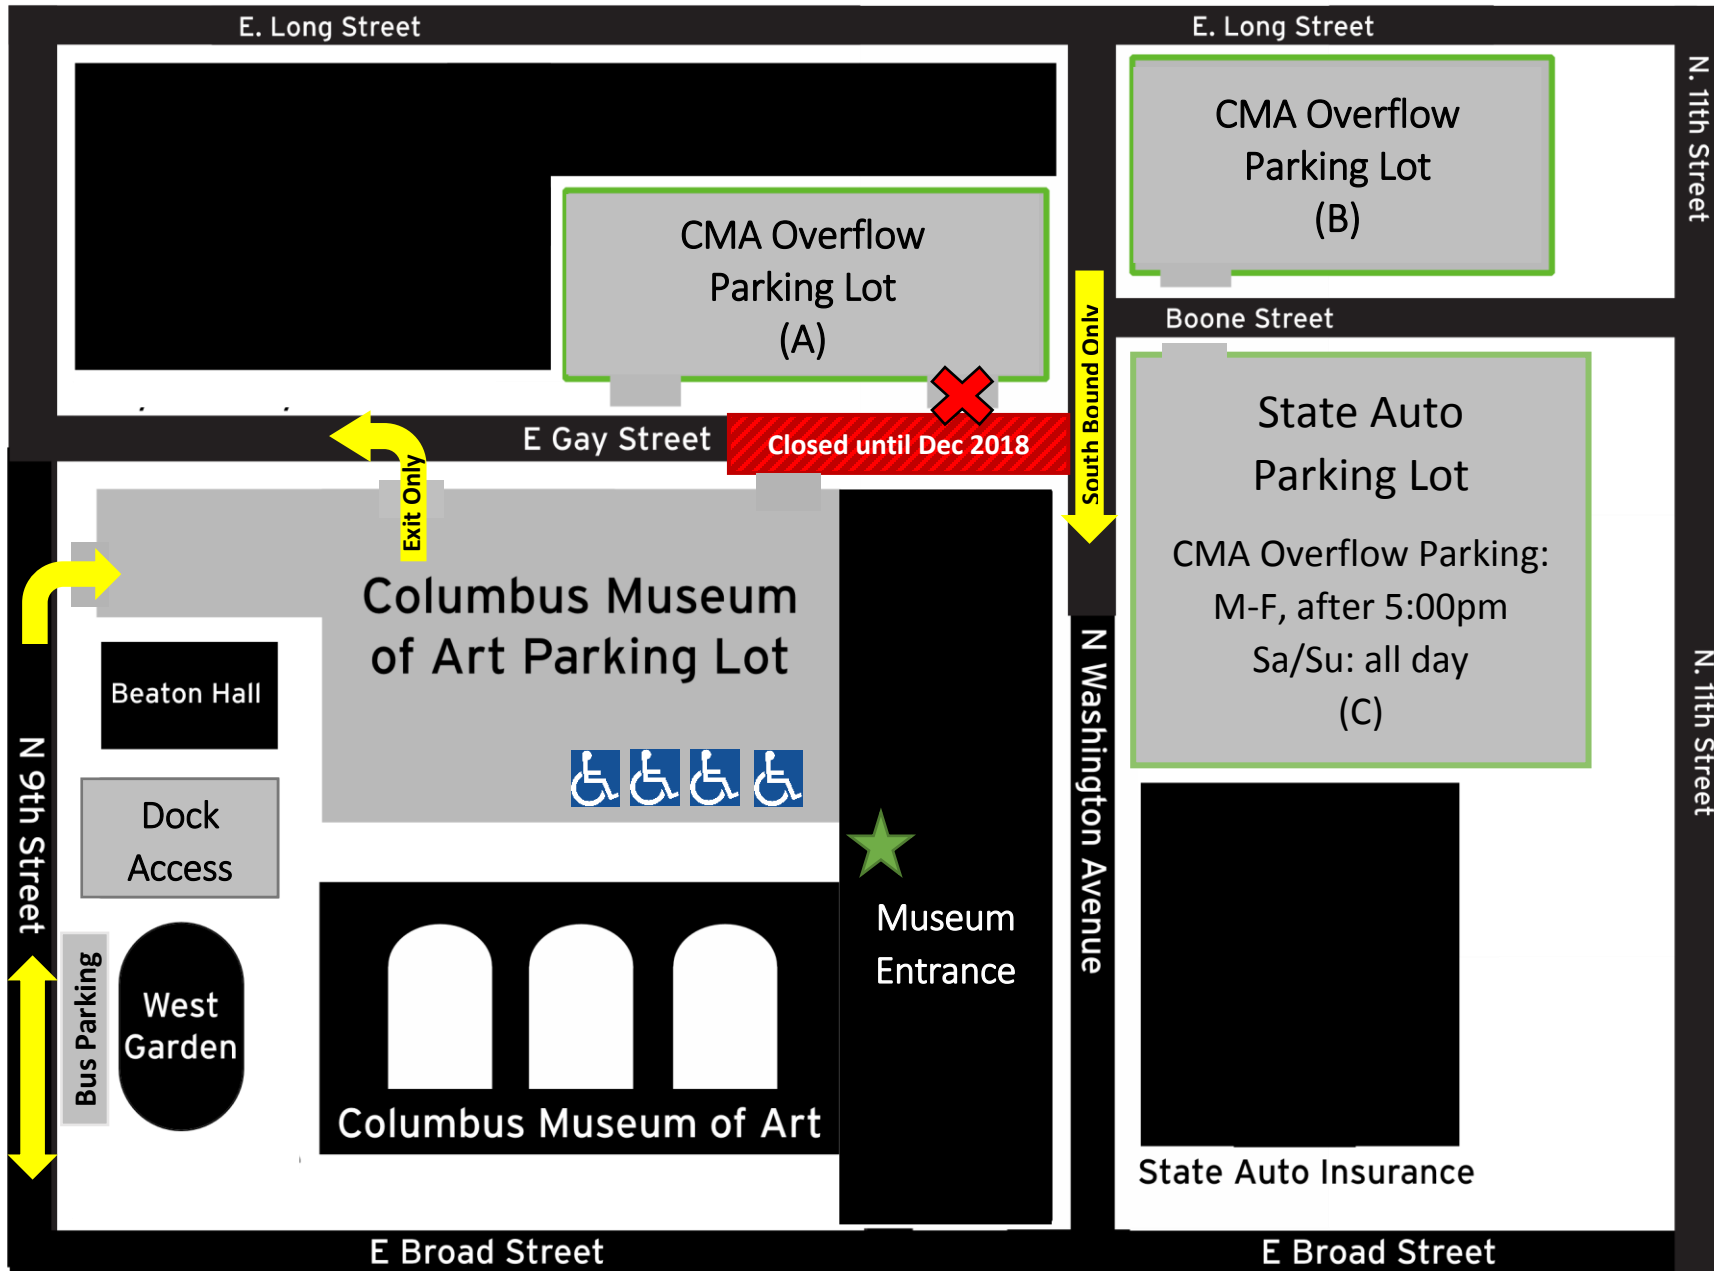 E. Long Street
E. Long Street
N. 11th Street
CMA Overflow
Parking Lot
(B)
CMA Overflow
Parking Lot
(A)
South Bound Only
Boone Street
E Gay Street
Closed until Dec 2018
Exit Only
State Auto
Parking Lot
CMA Overflow Parking:
M-F, after 5:00pm
Sa/Su: all day
(C)
Columbus Museum
of Art Parking Lot
Beaton Hall
N 9th Street
Dock
Access
N Washington Avenue
N. 11th Street
Museum
Entrance
Bus Parking
West
Garden
Columbus Museum of Art
State Auto Insurance
E Broad Street
E Broad Street